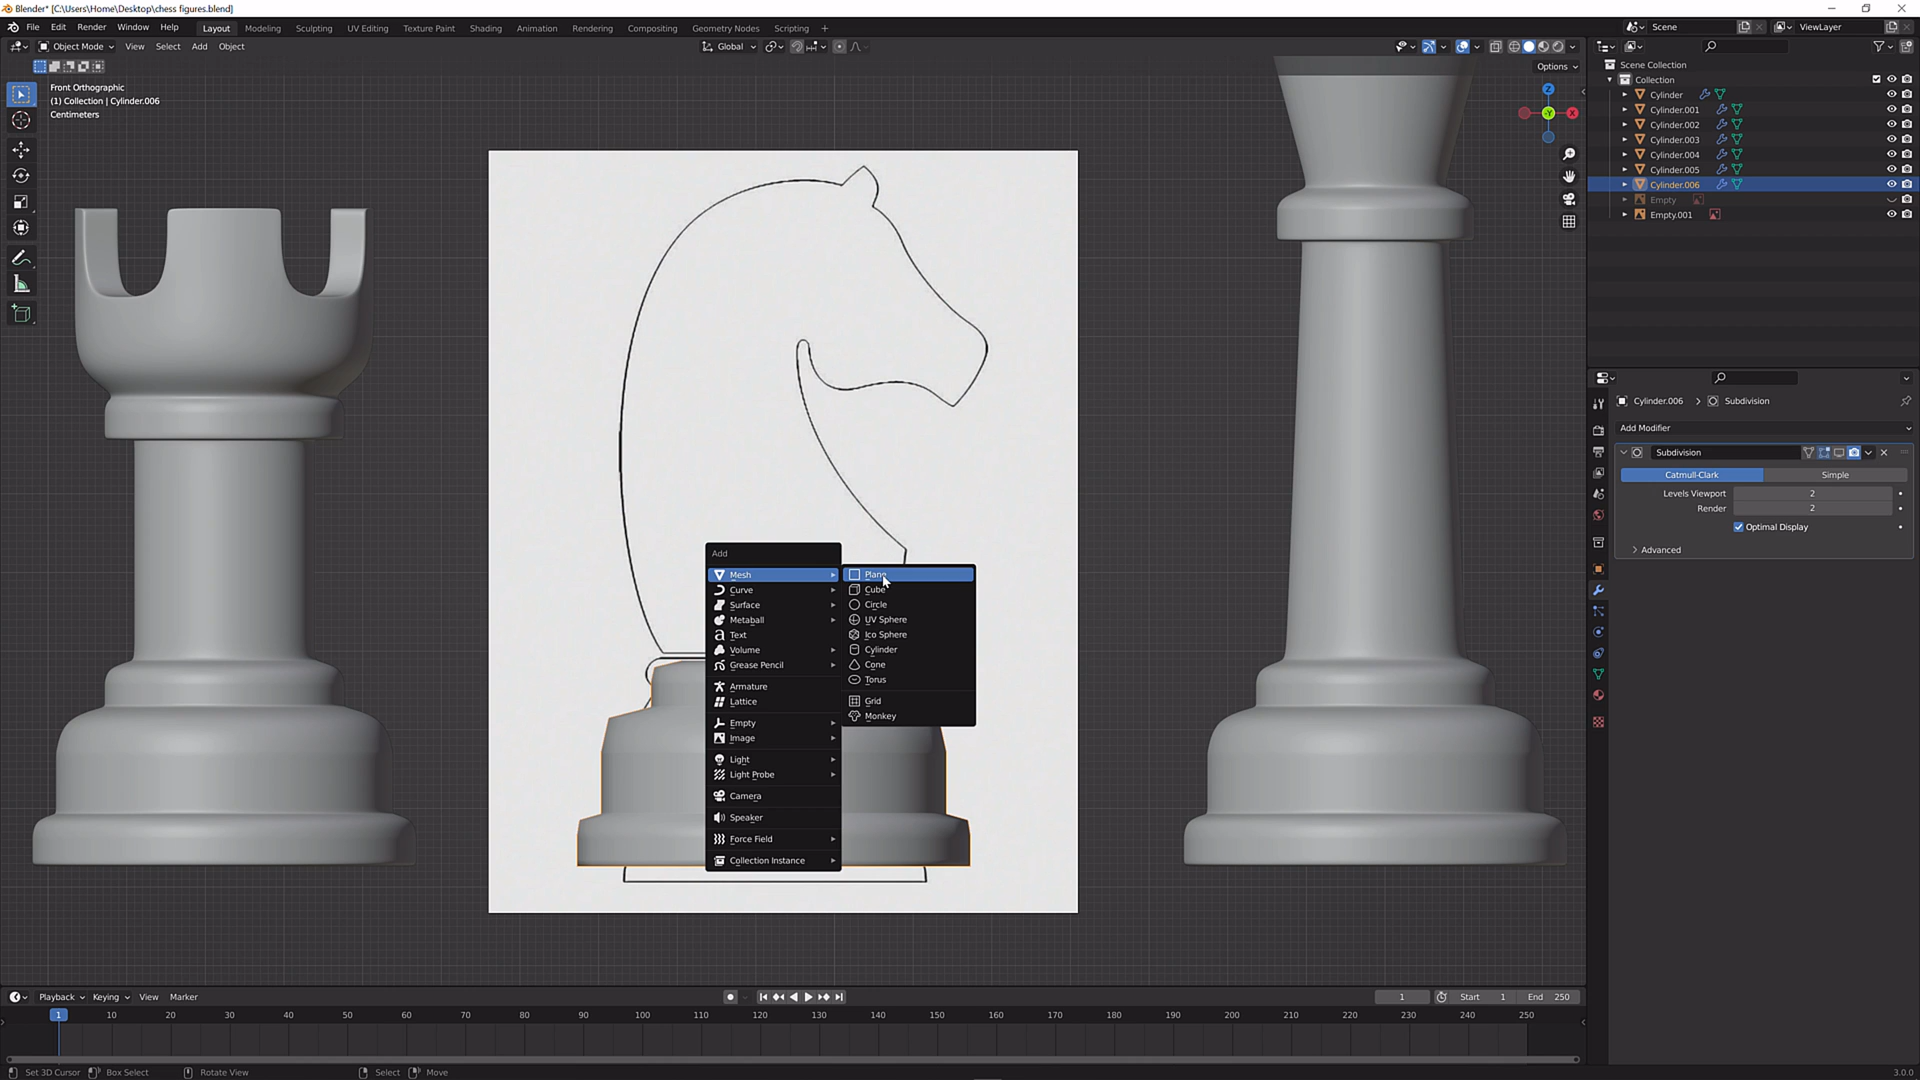 Blender* [C:\Users\Home\Desktop\chess figures.blend]
File Edit Render Window Help Layout Modeling Sculpting UV Editing Texture Paint Shading Animation Rendering Compositing Geometry Nodes Scripting + Scene ViewLayer
Object Mode View Select Add Object Global
Options
Front Orthographic
(1) Collection | Cylinder.006
Centimeters
Z
-Y X
Scene Collection
Collection
Cylinder
Cylinder.001
Cylinder.002
Cylinder.003
Cylinder.004
Cylinder.005
Cylinder.006
Empty
Empty.001
Cylinder.006 > Subdivision
Add Modifier
Subdivision
Catmull-Clark Simple
Levels Viewport 2
Render 2
Optimal Display
Advanced
Add
Mesh
Curve
Surface
Metaball
Text
Volume
Grease Pencil
Armature
Lattice
Empty
Image
Light
Light Probe
Camera
Speaker
Force Field
Collection Instance
Plane
Cube
Circle
UV Sphere
Ico Sphere
Cylinder
Cone
Torus
Grid
Monkey
Playback Keying View Marker 1 Start 1 End 250
1 10 20 30 40 50 60 70 80 90 100 110 120 130 140 150 160 170 180 190 200 210 220 230 240 250
Set 3D Cursor Box Select Rotate View Select Move 3.0.0